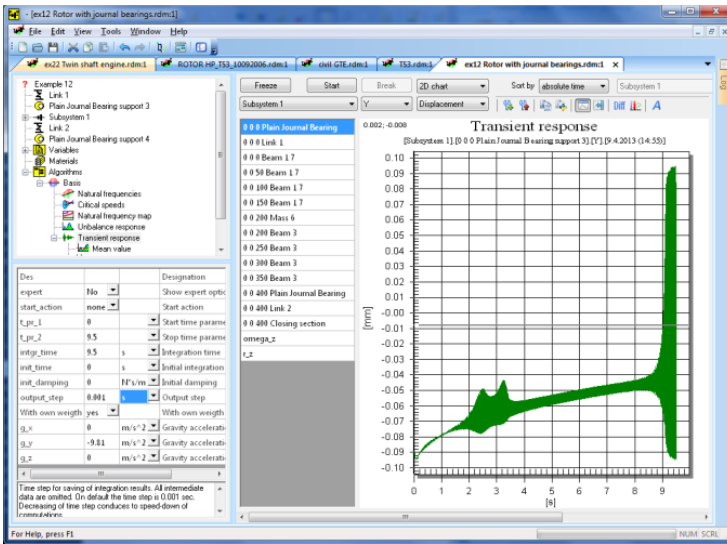 - [ex12 Rotor with journal bearings.rdm:1]
File Edit View Tools Window Help
ex22 Twin shaft engine.rdm:1 ROTOR HP_TS3_10092006.rdm:1 civil GTE.rdm:1 TS3.rdm:1 ex12 Rotor with journal bearings.rdm:1 x
Log
? Example 12
Link 1
Plain Journal Bearing support 3
Subsystem 1
Link 2
Plain Journal Bearing support 4
Variables
Materials
Algorithms
Basis
Natural frequencies
Critical speeds
Natural frequency map
Unbalance response
Transient response
Mean value
Des Designation
expert No Show expert optic
start_action none Start action
t_pr_1 0 Start time parame
t_pr_2 9.5 Stop time parame
intgr_time 9.5 s Integration time
init_time 0 s Initial integration
init_damping 0 N*s/m Initial damping
output_step 0.001 s Output step
With own weigth yes With own weigth
g_x 0 m/s^2 Gravity accelerati
g_y -9.81 m/s^2 Gravity accelerati
g_z 0 m/s^2 Gravity accelerati
Time step for saving of integration results. All intermediate
data are omitted. On default the time step is 0.001 sec.
Decreasing of time step conduces to speed-down of
computations
Freeze Start Break 2D chart Sort by absolute time Subsystem 1
Subsystem 1 Y Displacement Diff A
0 0 0 Plain Journal Bearing
0 0 0 Link 1
0 0 0 Beam 1 7
0 0 50 Beam 1 7
0 0 100 Beam 1 7
0 0 150 Beam 1 7
0 0 200 Mass 6
0 0 200 Beam 3
0 0 250 Beam 3
0 0 300 Beam 3
0 0 350 Beam 3
0 0 400 Plain Journal Bearing
0 0 400 Link 2
0 0 400 Closing section
omega_z
r_z
0.002; -0.008
Transient response
[Subsystem 1].[0 0 0 Plain Journal Bearing support 3].[Y].[9.4.2013 (14:55)]
0.10
0.09
0.08
0.07
0.06
0.05
0.04
0.03
0.02
0.01
-0.00
-0.01
-0.02
-0.03
-0.04
-0.05
-0.06
-0.07
-0.08
-0.09
-0.10
[mm]
0 1 2 3 4 5 6 7 8 9
[s]
For Help, press F1
NUM SCRL